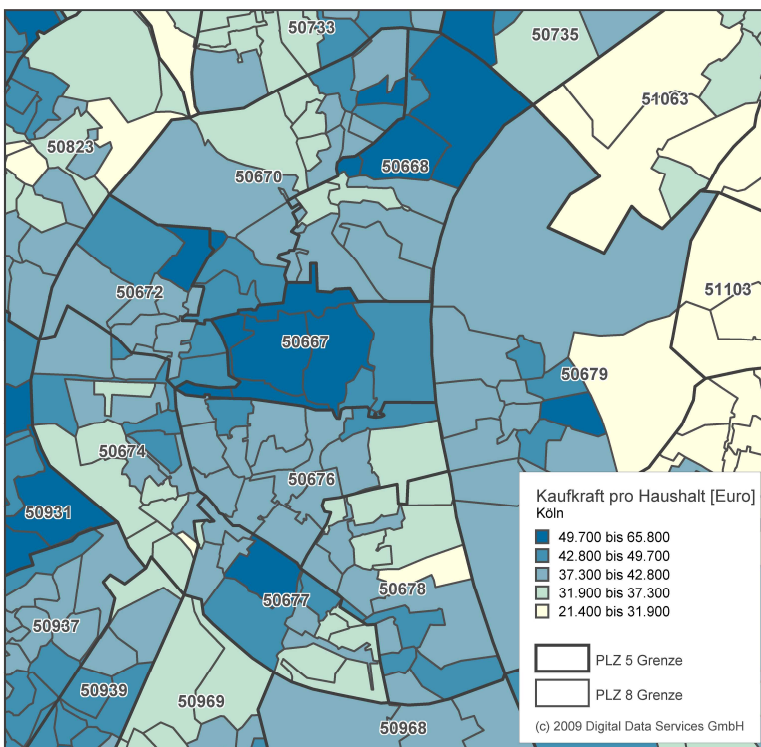 50733
50735
51063
50823
50668
50670
50672
51103
50667
50679
50674
50676
50931
50678
50677
50937
50939
50969
50968
Kaufkraft pro Haushalt [Euro]
Köln
49.700 bis 65.800
42.800 bis 49.700
37.300 bis 42.800
31.900 bis 37.300
21.400 bis 31.900
PLZ 5 Grenze
PLZ 8 Grenze
(c) 2009 Digital Data Services GmbH